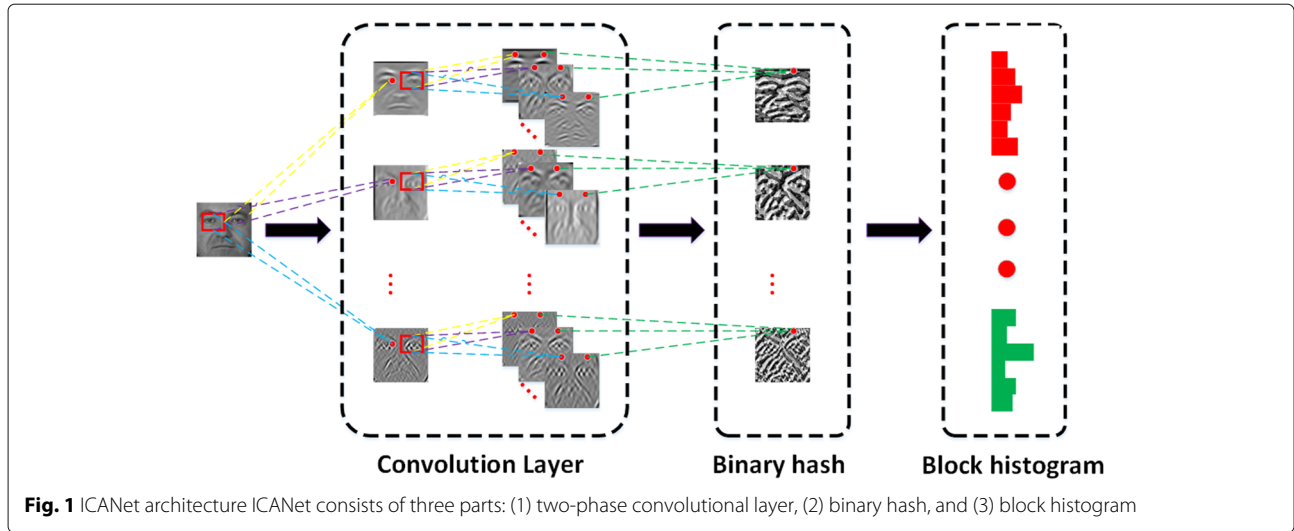 Convolution Layer
Binary hash
Block histogram
Fig. 1 ICANet architecture ICANet consists of three parts: (1) two-phase convolutional layer, (2) binary hash, and (3) block histogram